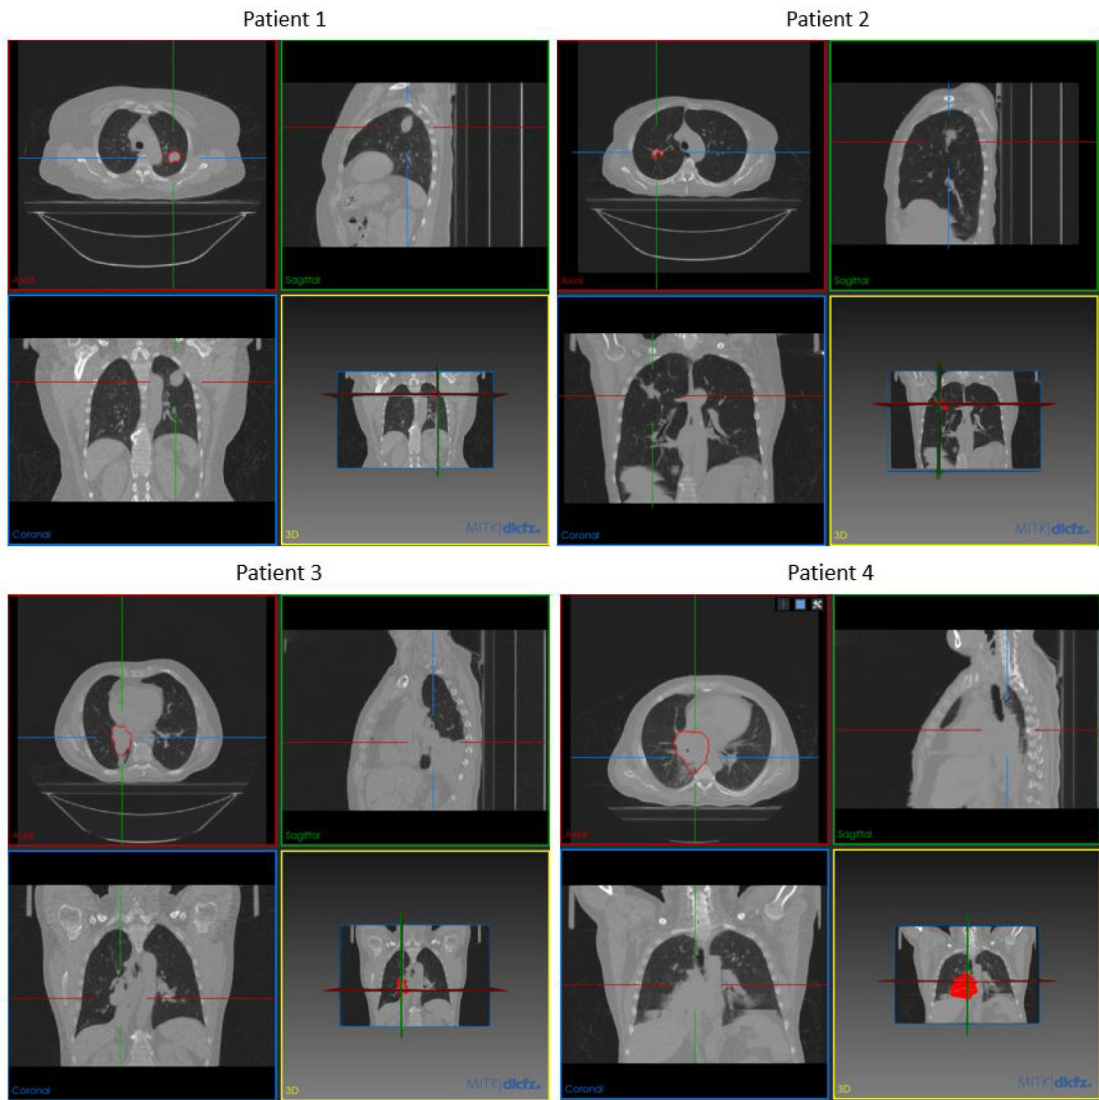 Patient 1
Patient 2
Axial
Sagittal
Axial
Sagittal
Coronal
3D
MITK|dkfz.
Coronal
3D
MITK|dkfz.
Patient 3
Patient 4
Axial
Sagittal
Axial
Sagittal
Coronal
3D
MITK|dkfz.
Coronal
3D
MITK|dkfz.